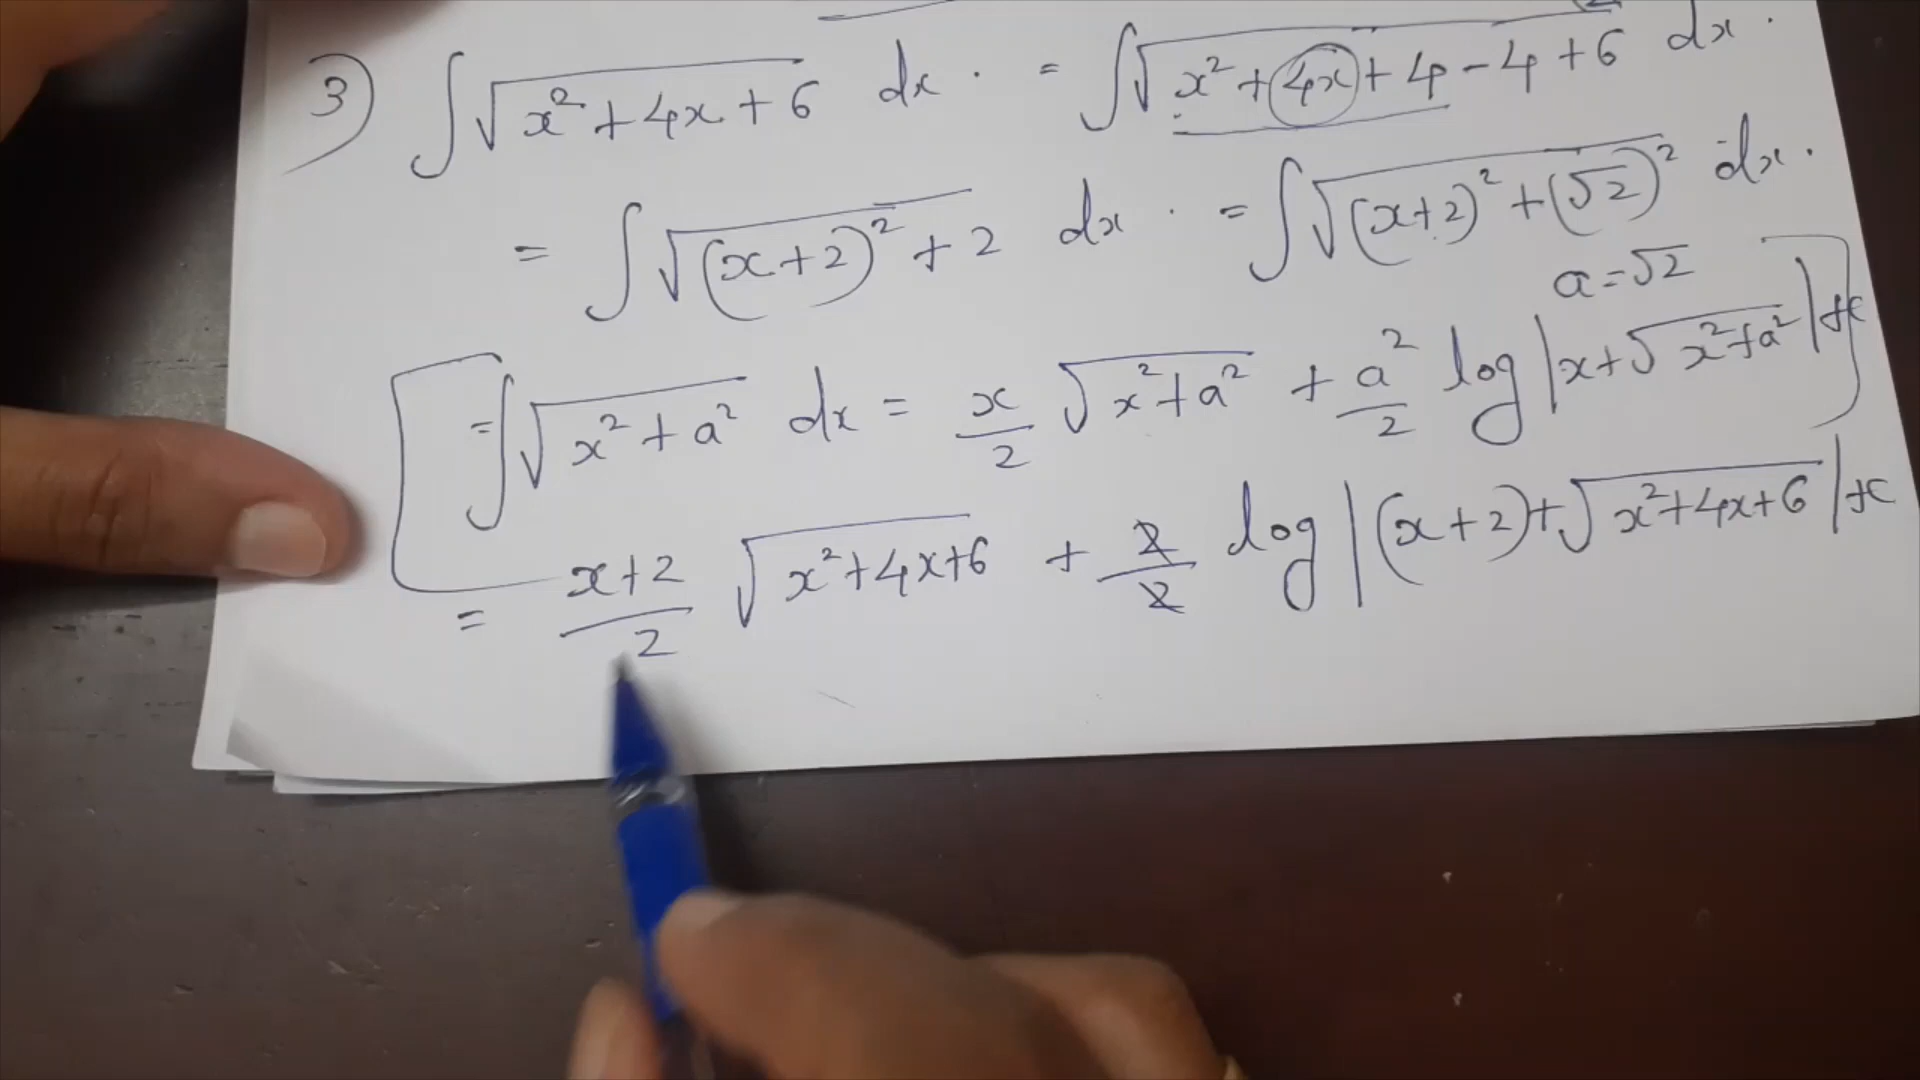 3) ∫√(x²+4x+6) dx. = ∫√(x²+4x+4-4+6) dx.
= ∫√((x+2)²+2) dx. = ∫√((x+2)²+(√2)²) dx.
a=√2
=∫√(x²+a²) dx = x/2 √(x²+a²) + a²/2 log|x+√(x²+a²)|+c
= (x+2)/2 √(x²+4x+6) + 2/2 log|(x+2)+√(x²+4x+6)|+c